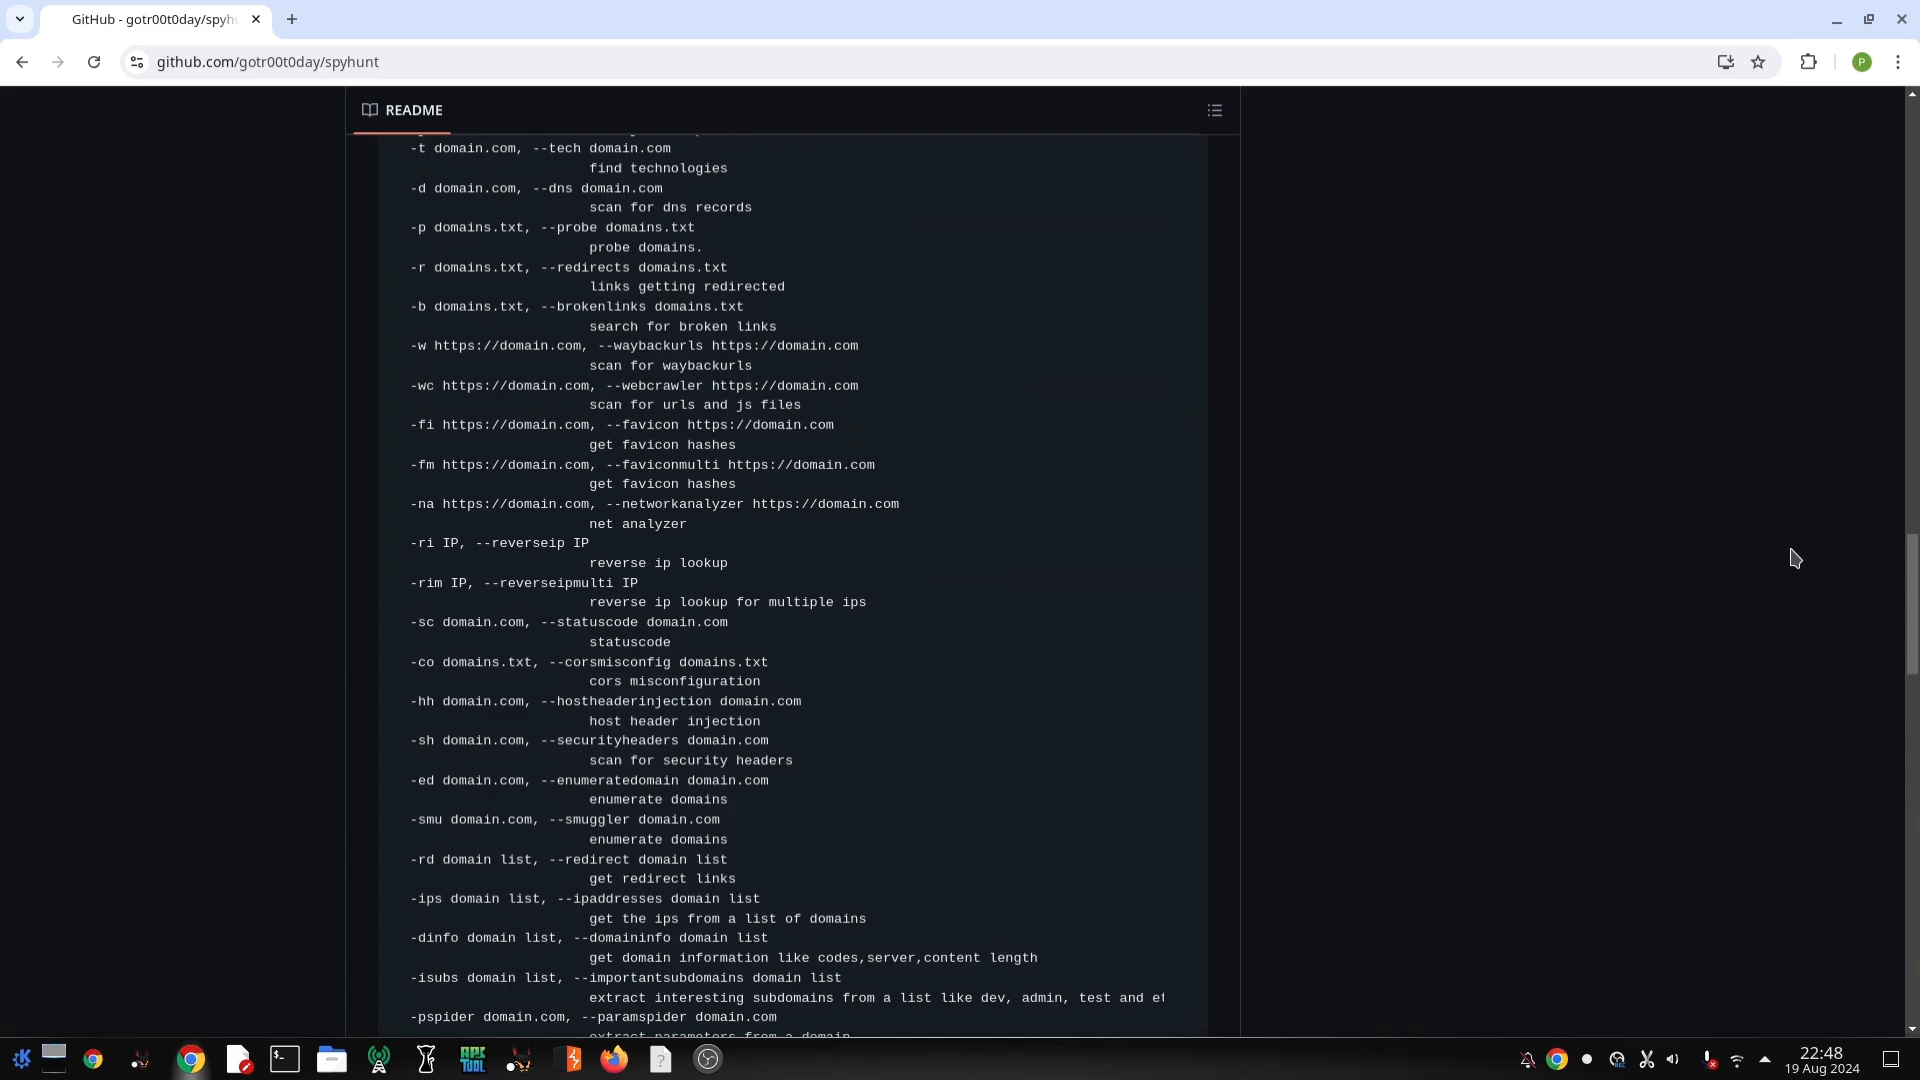 GitHub - gotr00t0day/spyh
github.com/gotr00t0day/spyhunt
P
README
-t domain.com, --tech domain.com
find technologies
-d domain.com, --dns domain.com
scan for dns records
-p domains.txt, --probe domains.txt
probe domains.
-r domains.txt, --redirects domains.txt
links getting redirected
-b domains.txt, --brokenlinks domains.txt
search for broken links
-w https://domain.com, --waybackurls https://domain.com
scan for waybackurls
-wc https://domain.com, --webcrawler https://domain.com
scan for urls and js files
-fi https://domain.com, --favicon https://domain.com
get favicon hashes
-fm https://domain.com, --faviconmulti https://domain.com
get favicon hashes
-na https://domain.com, --networkanalyzer https://domain.com
net analyzer
-ri IP, --reverseip IP
reverse ip lookup
-rim IP, --reverseipmulti IP
reverse ip lookup for multiple ips
-sc domain.com, --statuscode domain.com
statuscode
-co domains.txt, --corsmisconfig domains.txt
cors misconfiguration
-hh domain.com, --hostheaderinjection domain.com
host header injection
-sh domain.com, --securityheaders domain.com
scan for security headers
-ed domain.com, --enumeratedomain domain.com
enumerate domains
-smu domain.com, --smuggler domain.com
enumerate domains
-rd domain list, --redirect domain list
get redirect links
-ips domain list, --ipaddresses domain list
get the ips from a list of domains
-dinfo domain list, --domaininfo domain list
get domain information like codes,server,content length
-isubs domain list, --importantsubdomains domain list
extract interesting subdomains from a list like dev, admin, test and
-pspider domain.com, --paramspider domain.com
extract parameters from a domain
APK
TOOL
22:48
19 Aug 2024